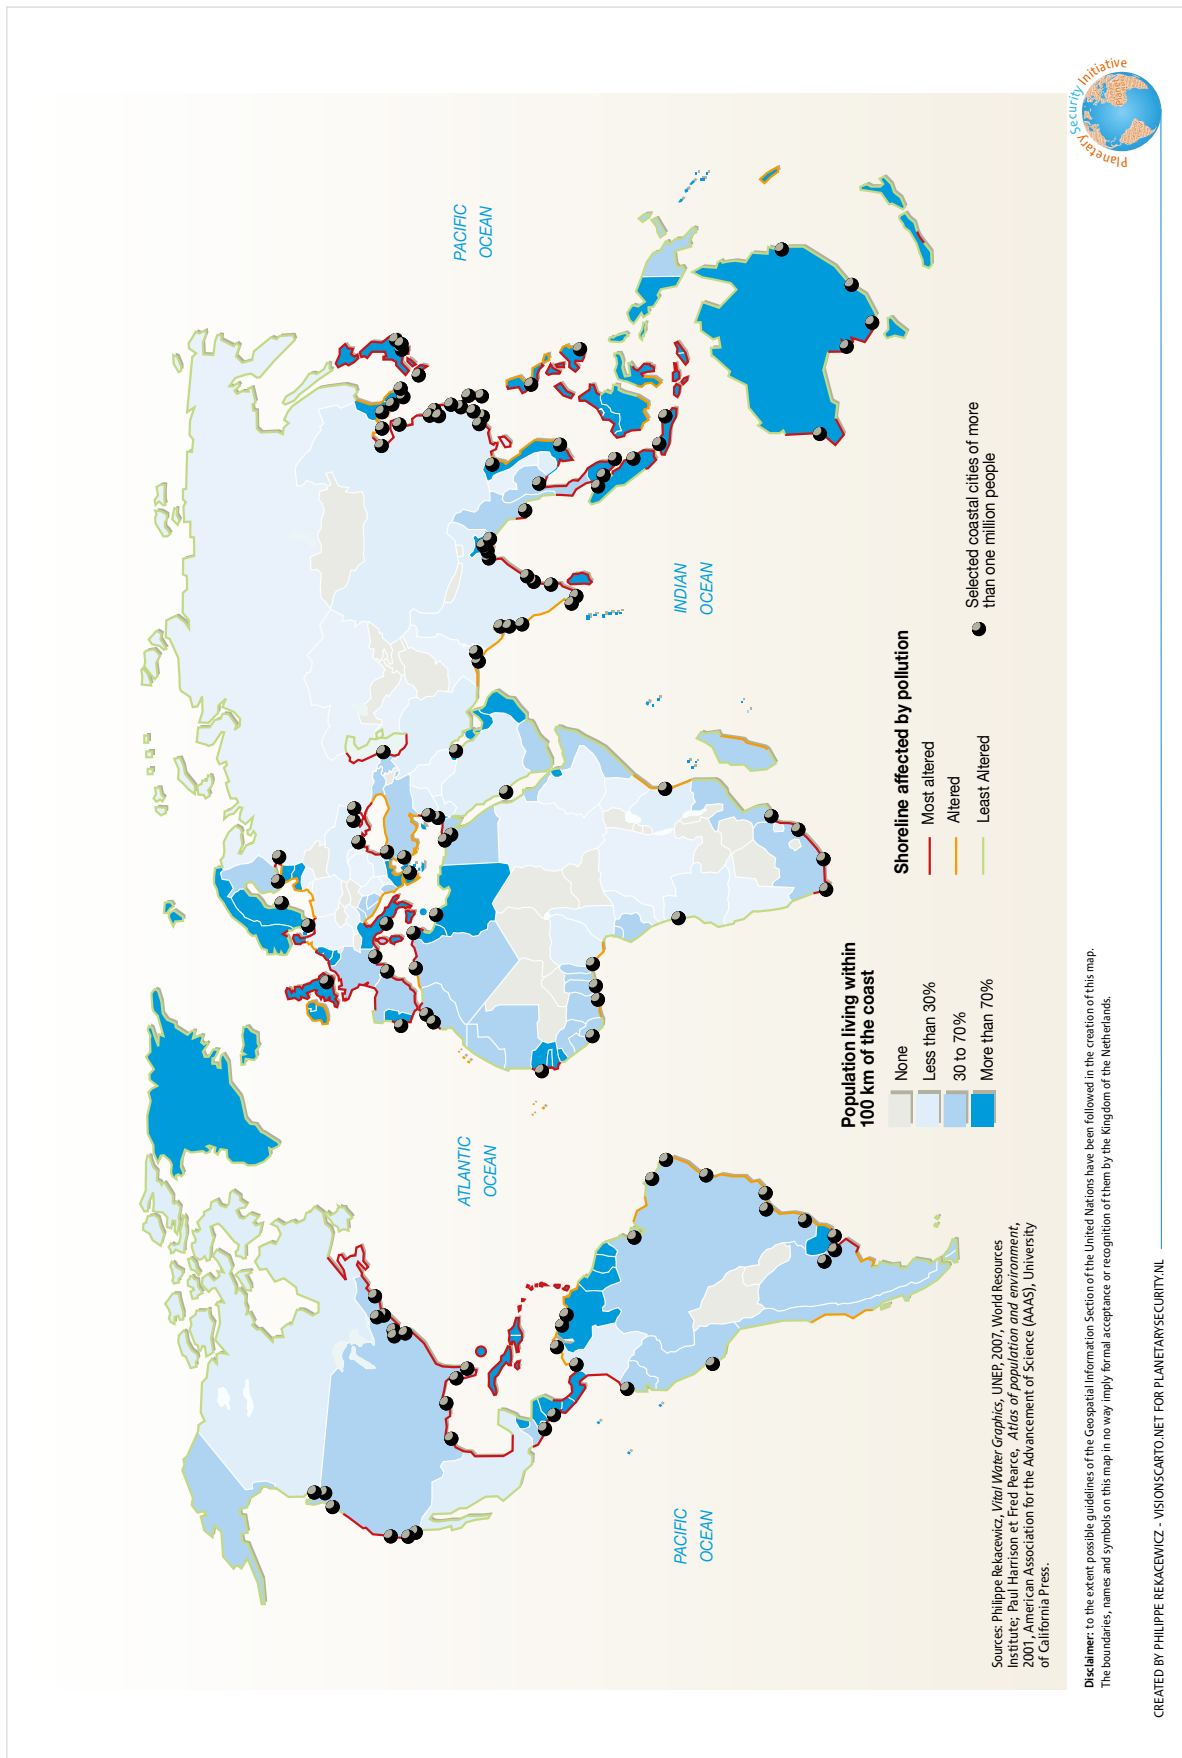 PACIFIC
OCEAN
ATLANTIC
OCEAN
INDIAN
OCEAN
PACIFIC
OCEAN
Population living within
100 km of the coast
None
Less than 30%
30 to 70%
More than 70%
Shoreline affected by pollution
Most altered
Altered
Least Altered
Selected coastal cities of more
than one million people
Sources: Philippe Rekacewicz, Vital Water Graphics, UNEP, 2007, World Resources
Institute; Paul Harrison et Fred Pearce, Atlas of population and environment,
2001, American Association for the Advancement of Science (AAAS), University
of California Press.
Disclaimer: to the extent possible guidelines of the Geospatial Information Section of the United Nations have been followed in the creation of this map.
The boundaries, names and symbols on this map in no way imply formal acceptance or recognition of them by the Kingdom of the Netherlands.
CREATED BY PHILIPPE REKACEWICZ - VISIONSCARTO.NET FOR PLANETARYSECURITY.NL
Planetary Security Initiative